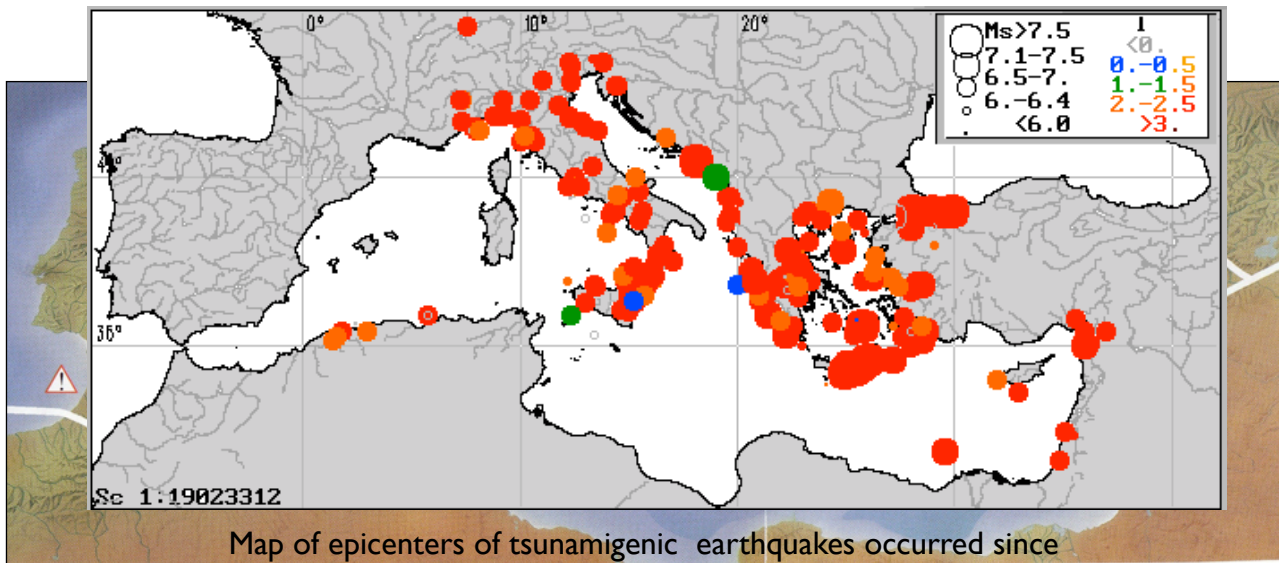 0° 10° 20°
Ms>7.5
7.1-7.5
6.5-7.
6.-6.4
<6.0
I
<0.
0.-0.5
1.-1.5
2.-2.5
>3.
36°
Sc 1:19023312
Map of epicenters of tsunamigenic earthquakes occurred since